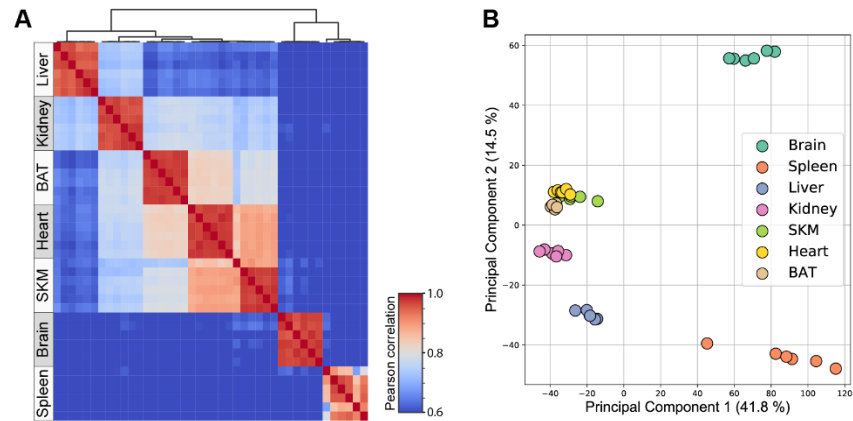 A
Liver
Kidney
BAT
Heart
SKM
Brain
Spleen
Pearson correlation
1.0
0.8
0.6
B
Principal Component 2 (14.5 %)
60
40
20
0
−20
−40
Brain
Spleen
Liver
Kidney
SKM
Heart
BAT
−40 −20 0 20 40 60 80 100 120
Principal Component 1 (41.8 %)